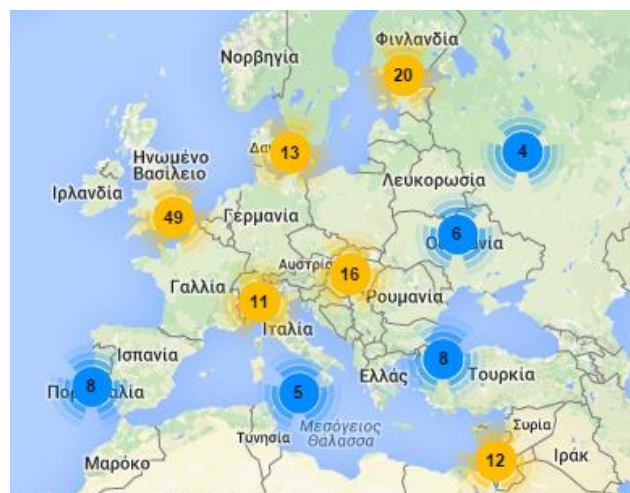 Φινλανδία
Νορβηγία
20
4
13
Ηνωμένο
Βασίλειο
Λευκορωσία
Ιρλανδία
49
Γερμανία
6
Αυστρία
16
Γαλλία
11
Ρουμανία
Ιταλία
Ισπανία
8
Ελλάς
Τουρκία
8
5
Μεσόγειος
Θάλασσα
Τυνησία
Συρία
Μαρόκο
12
Ιράκ